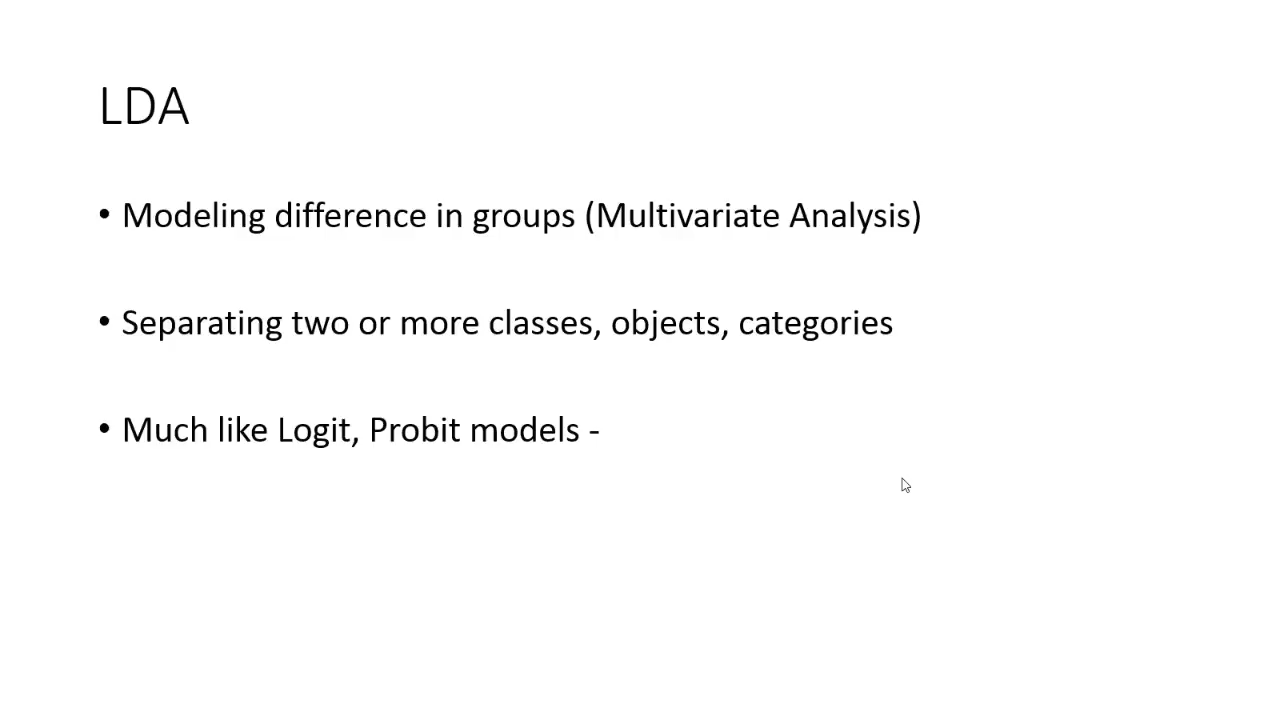 LDA
• Modeling difference in groups (Multivariate Analysis)
• Separating two or more classes, objects, categories
• Much like Logit, Probit models -